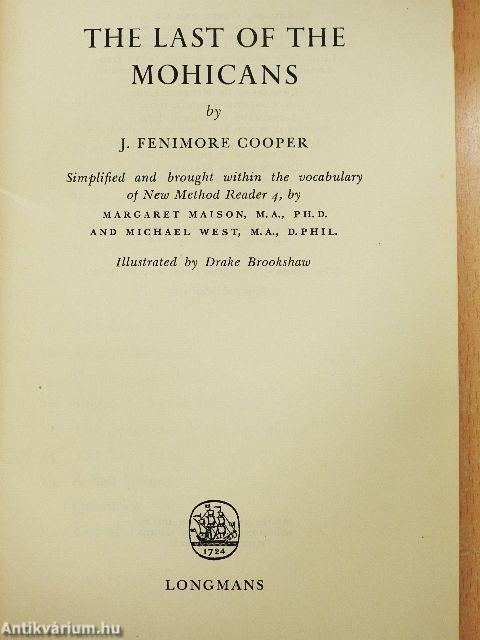 THE LAST OF THE
MOHICANS
by
J. FENIMORE COOPER
Simplified and brought within the vocabulary
of New Method Reader 4, by
MARGARET MAISON, M.A., PH.D.
AND MICHAEL WEST, M.A., D.PHIL.
Illustrated by Drake Brookshaw
1724
LONGMANS
Antikvárium.hu